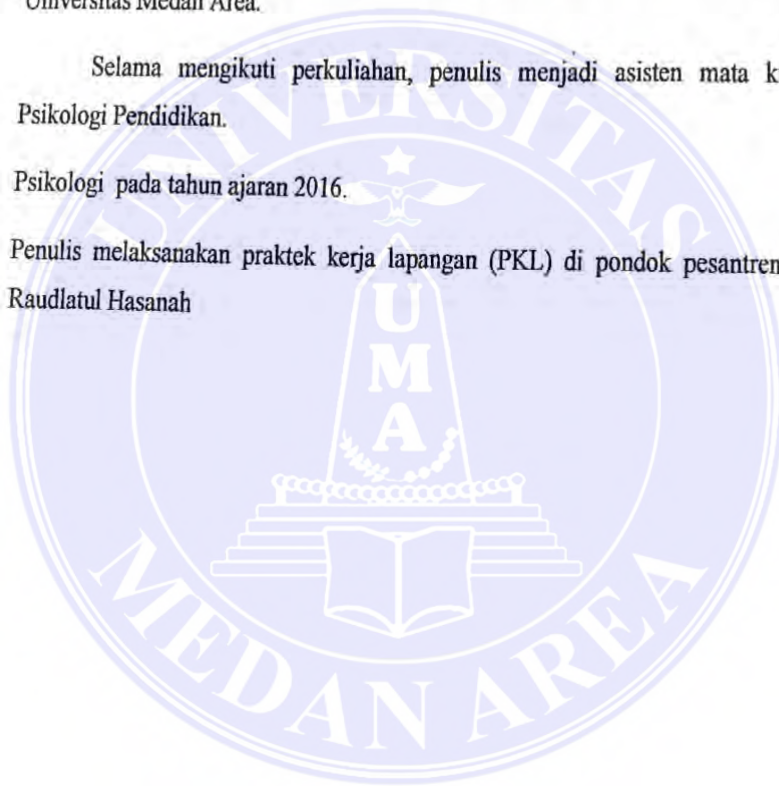 Universitas Medan Area.
Selama mengikuti perkuliahan, penulis menjadi asisten mata
Psikologi Pendidikan.
Psikologi pada tahun ajaran 2016.
Penulis melaksanakan praktek kerja lapangan (PKL) di pondok pesantren
Raudlatul Hasanah
UNIVERSITAS
UMA
MEDAN AREA